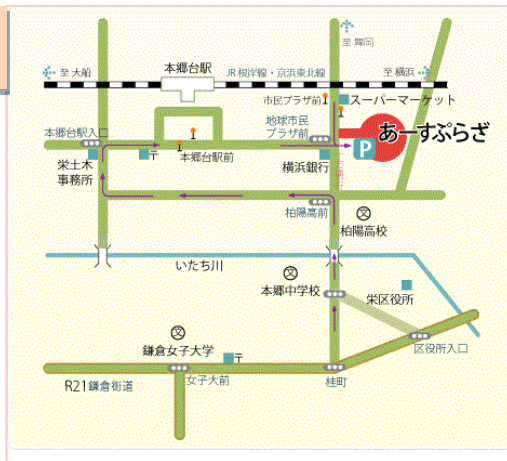 至 舞岡
本郷台駅
至 大船
JR 根岸線・京浜東北線
至 横浜
市民プラザ前
スーパーマーケット
本郷台駅入口
地球市民
プラザ前
あーすぷらざ
P
栄土木
事務所
〒
本郷台駅前
横浜銀行
柏陽高前
文
柏陽高校
いたち川
文
本郷中学校
栄区役所
文
鎌倉女子大学
〒
区役所入口
R21鎌倉街道
女子大前
桂町